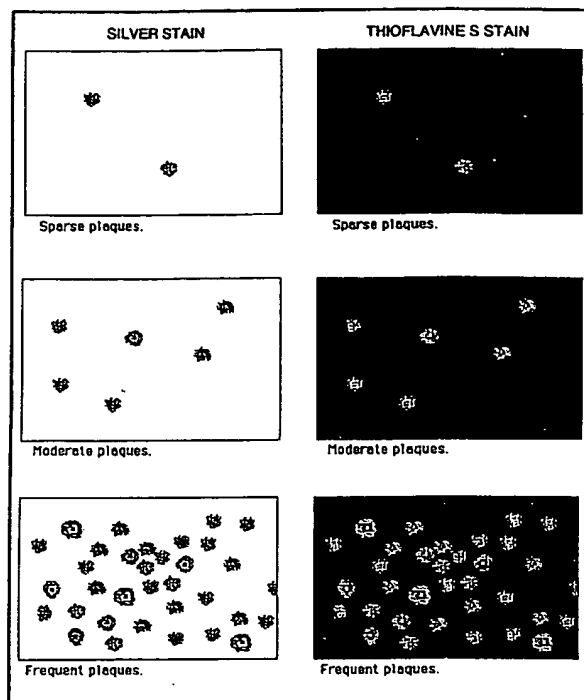 SILVER STAIN
THIOFLAVINE S STAIN
Sparse plaques.
Sparse plaques.
Moderate plaques.
Moderate plaques.
Frequent plaques.
Frequent plaques.